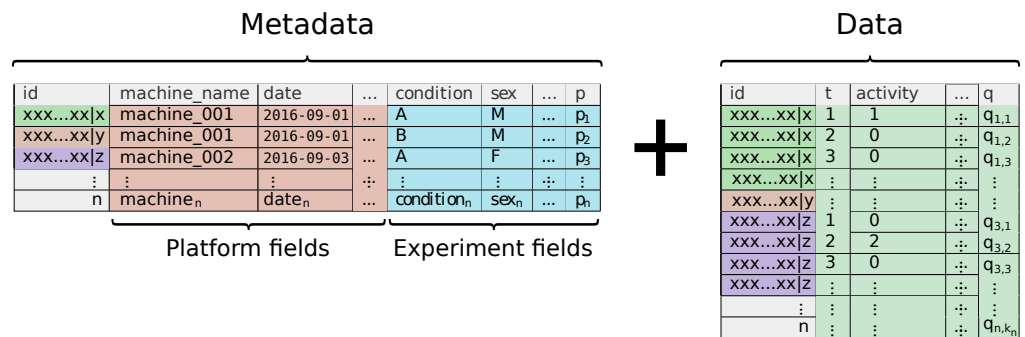 Metadata
id machine_name date ... condition sex ... p
xxx...xx|x machine_001 2016-09-01 ... A M ... p1
xxx...xx|y machine_001 2016-09-01 ... B M ... p2
xxx...xx|z machine_002 2016-09-03 ... A F ... p3
⋮ ⋮ ⋮ ⋰ ⋮ ⋮ ⋰ ⋮
n machinen daten ... conditionn sexn ... pn
Platform fields Experiment fields
+
Data
id t activity ... q
xxx...xx|x 1 1 ⋰ q1,1
xxx...xx|x 2 0 ⋰ q1,2
xxx...xx|x 3 0 ⋰ q1,3
xxx...xx|x ⋮ ⋮ ⋰ ⋮
xxx...xx|y ⋮ ⋮ ⋰ ⋮
xxx...xx|z 1 0 ⋰ q3,1
xxx...xx|z 2 2 ⋰ q3,2
xxx...xx|z 3 0 ⋰ q3,3
xxx...xx|z ⋮ ⋮ ⋰ ⋮
⋮ ⋮ ⋮ ⋰ ⋮
n ⋮ ⋮ ⋰ qn,kn